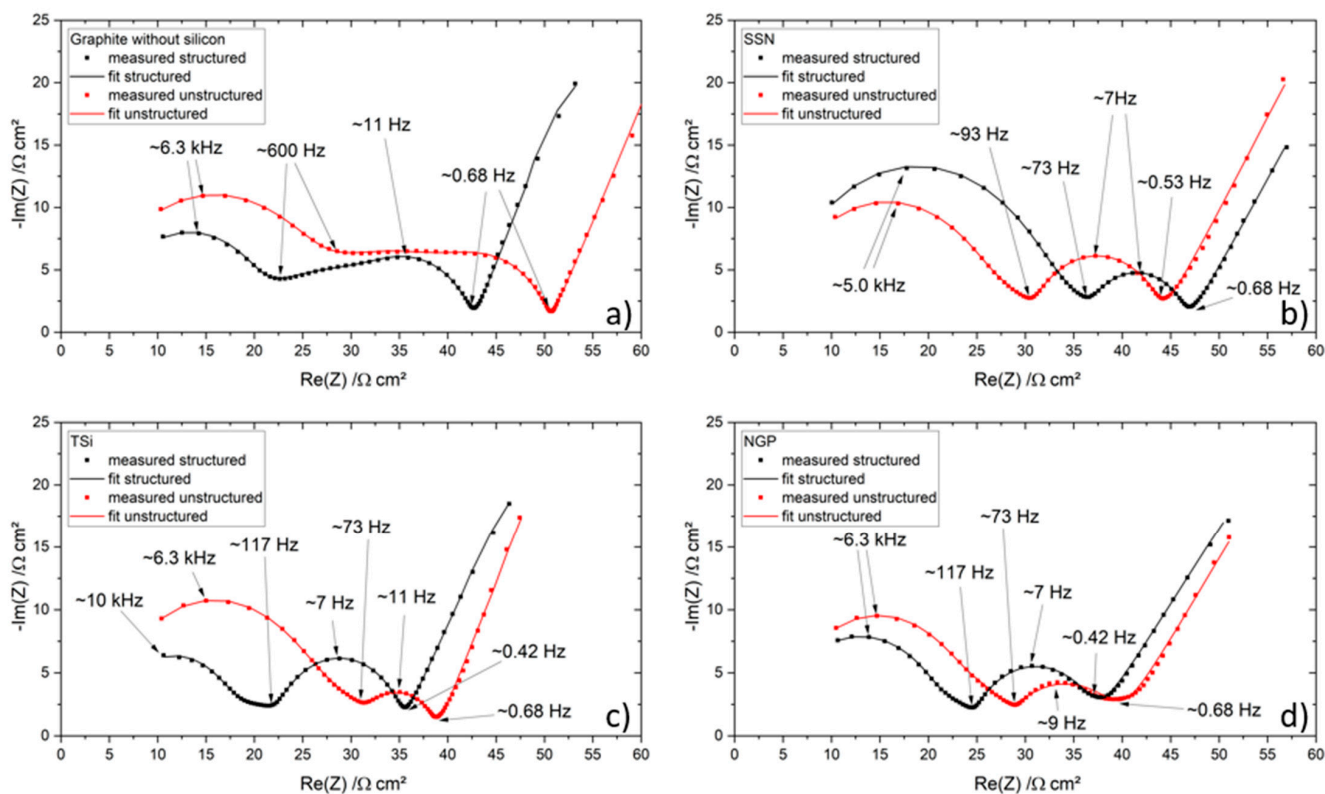 Graphite without silicon
measured structured
fit structured
measured unstructured
fit unstructured
~6.3 kHz
~600 Hz
~11 Hz
~0.68 Hz
a)
25
20
15
10
5
0
-Im(Z) /Ω cm²
0 5 10 15 20 25 30 35 40 45 50 55 60
Re(Z) /Ω cm²
SSN
measured structured
fit structured
measured unstructured
fit unstructured
~7Hz
~93 Hz
~73 Hz
~0.53 Hz
~5.0 kHz
~0.68 Hz
b)
25
20
15
10
5
0
-Im(Z) /Ω cm²
0 5 10 15 20 25 30 35 40 45 50 55 60
Re(Z) /Ω cm²
TSi
measured structured
fit structured
measured unstructured
fit unstructured
~73 Hz
~6.3 kHz
~117 Hz
~10 kHz
~7 Hz
~11 Hz
~0.42 Hz
~0.68 Hz
c)
25
20
15
10
5
0
-Im(Z) /Ω cm²
0 5 10 15 20 25 30 35 40 45 50 55 60
Re(Z) /Ω cm²
NGP
measured structured
fit structured
measured unstructured
fit unstructured
~73 Hz
~6.3 kHz
~117 Hz
~7 Hz
~0.42 Hz
~0.68 Hz
~9 Hz
d)
25
20
15
10
5
0
-Im(Z) /Ω cm²
0 5 10 15 20 25 30 35 40 45 50 55 60
Re(Z) /Ω cm²